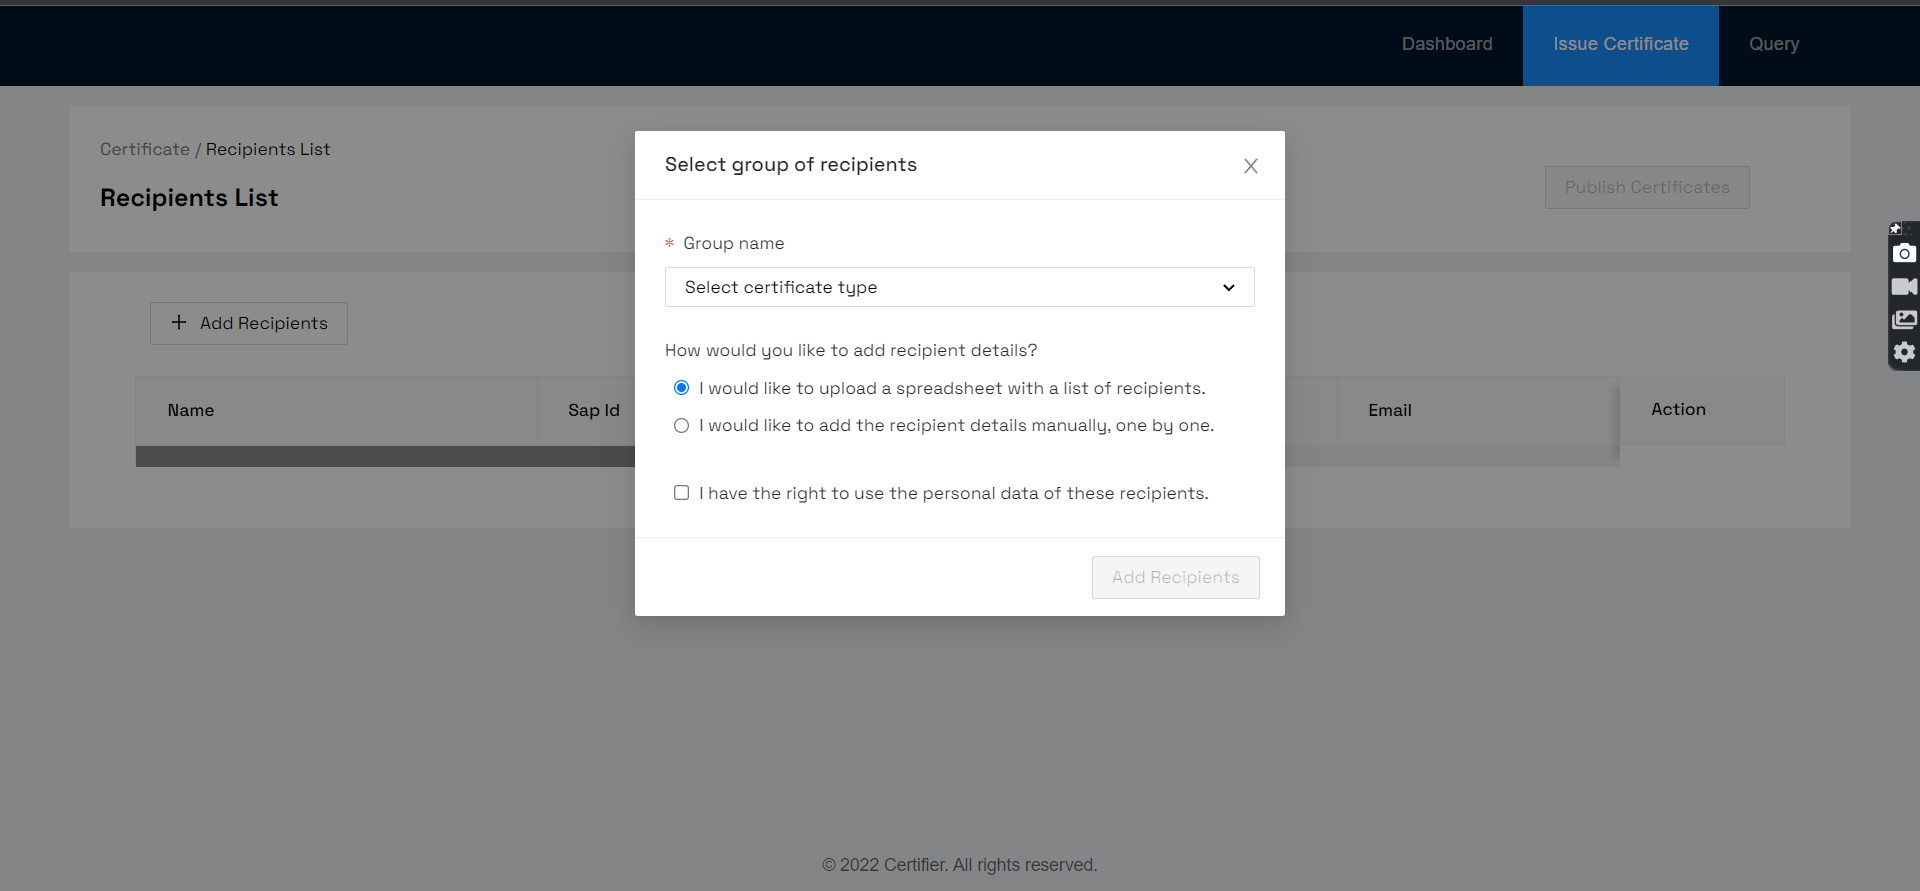 Dashboard
Issue Certificate
Query
Certificate / Recipients List
Recipients List
Publish Certificates
Select group of recipients
* Group name
Select certificate type
How would you like to add recipient details?
I would like to upload a spreadsheet with a list of recipients.
I would like to add the recipient details manually, one by one.
I have the right to use the personal data of these recipients.
Add Recipients
+ Add Recipients
Name
Sap Id
Email
Action
© 2022 Certifier. All rights reserved.